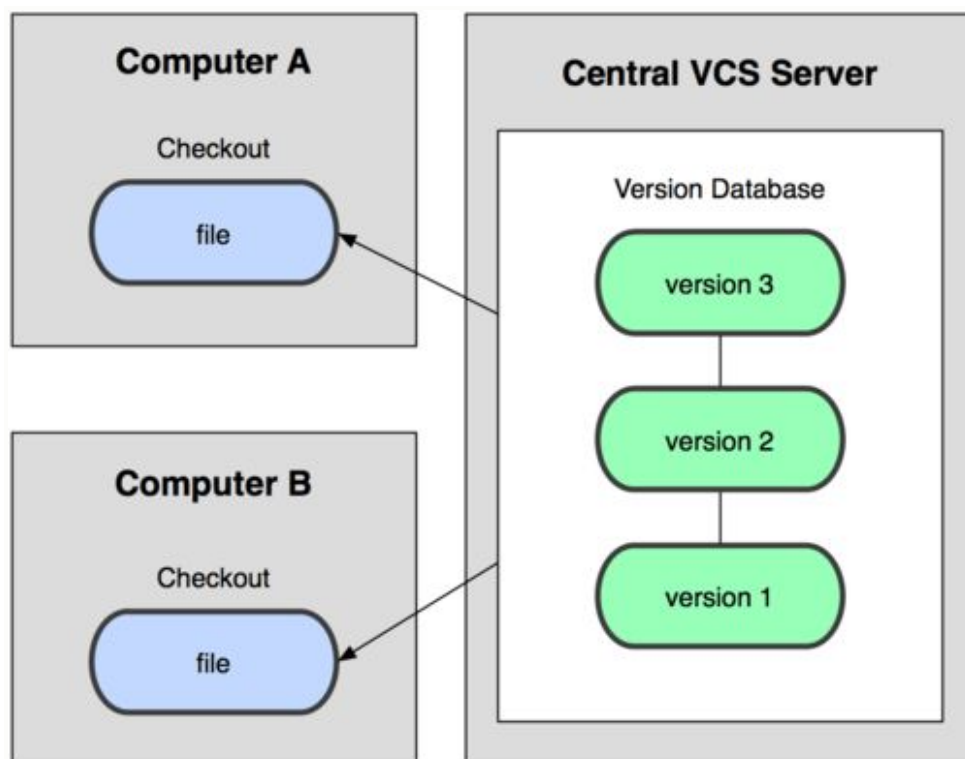 Computer A
Checkout
file
Computer B
Checkout
file
Central VCS Server
Version Database
version 3
version 2
version 1